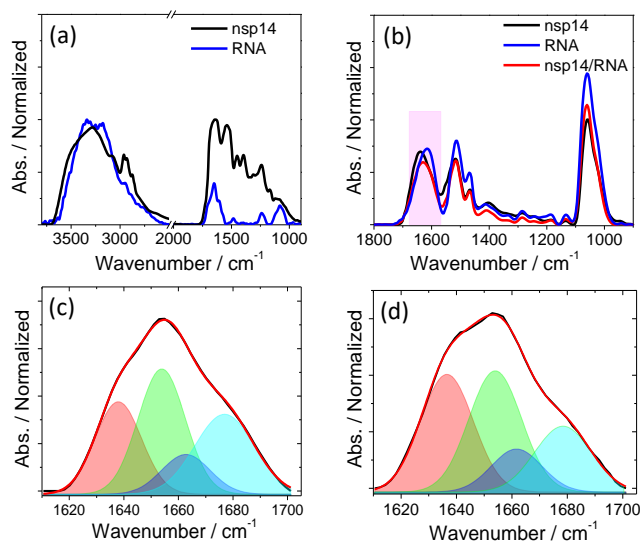 (a)
nsp14
RNA
Abs. / Normalized
3500 3000 2000 1500 1000
Wavenumber / cm-1
(b)
nsp14
RNA
nsp14/RNA
Abs. / Normalized
1800 1600 1400 1200 1000
Wavenumber / cm-1
(c)
Abs. / Normalized
1620 1640 1660 1680 1700
Wavenumber / cm-1
(d)
Abs. / Normalized
1620 1640 1660 1680 1700
Wavenumber / cm-1